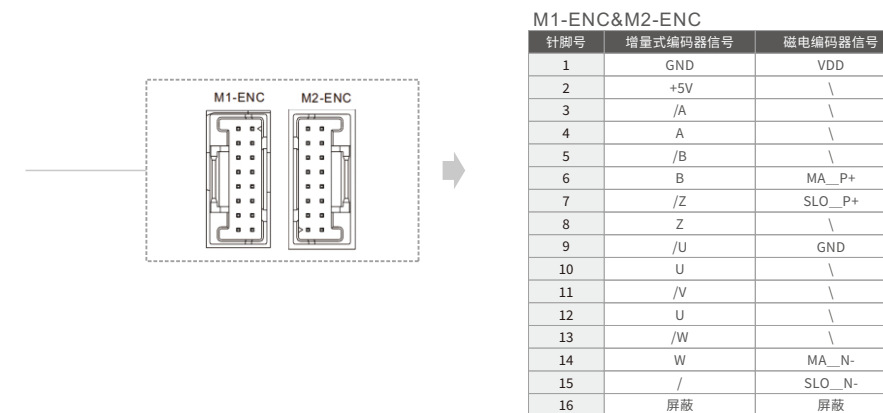 M1-ENC&M2-ENC
M1-ENC M2-ENC
针脚号 增量式编码器信号 磁电编码器信号
1 GND VDD
2 +5V \
3 /A \
4 A \
5 /B \
6 B MA__P+
7 /Z SLO__P+
8 Z \
9 /U GND
10 U \
11 /V \
12 U \
13 /W \
14 W MA__N-
15 / SLO__N-
16 屏蔽 屏蔽